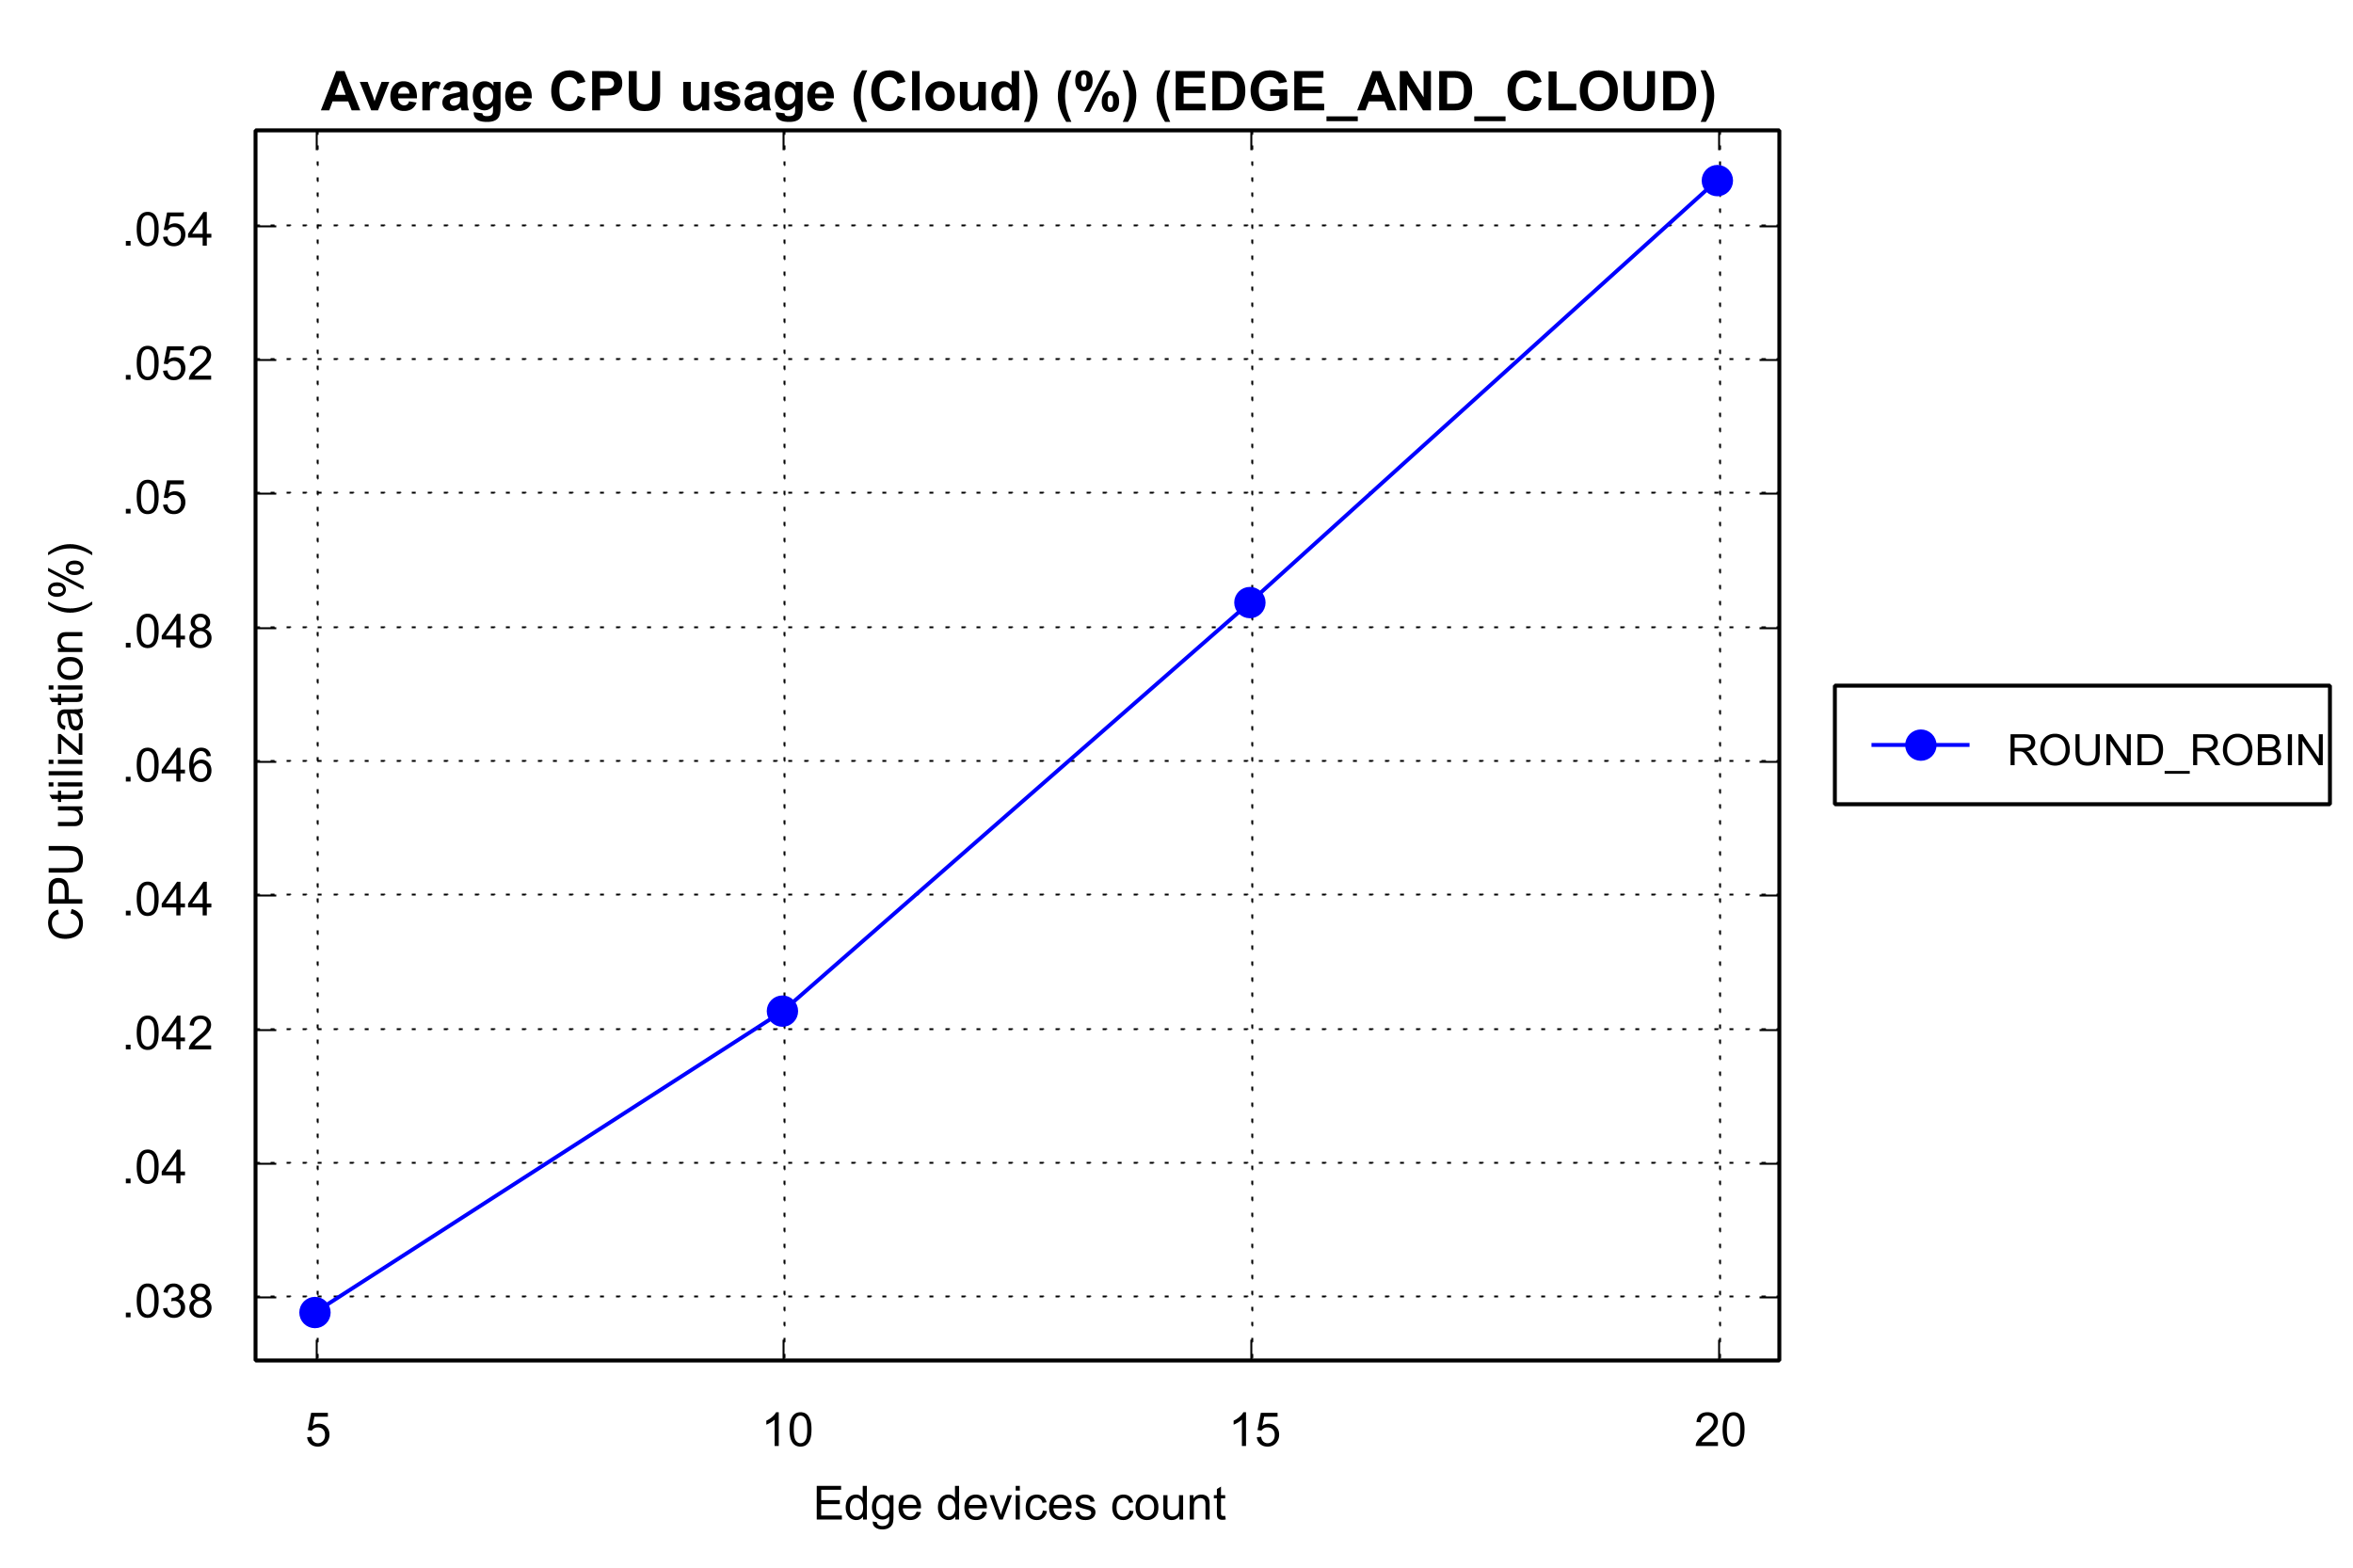 Average CPU usage (Cloud) (%) (EDGE_AND_CLOUD)
.054
.052
.05
.048
.046
.044
.042
.04
.038
CPU utilization (%)
5 10 15 20
Edge devices count
ROUND_ROBIN